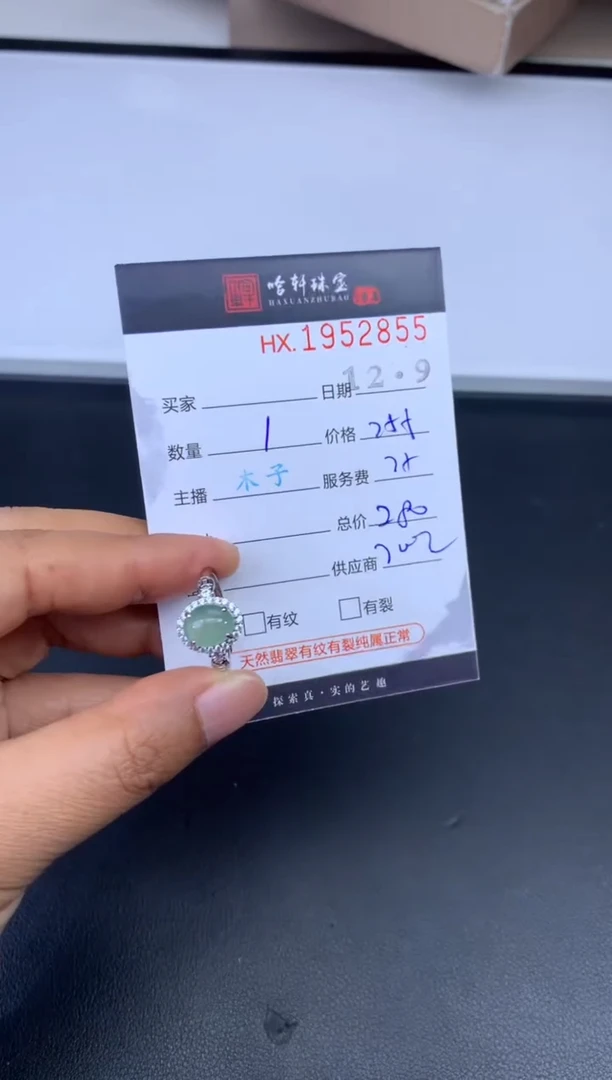 哈轩珠宝
HAXUANZHUBAO
HX.1952855
买家 日期 12.9
数量 1 价格
主播 木子 服务费
总价 280
供应商
有纹 有裂
天然翡翠有纹有裂纯属正常
探索真·实的艺趣